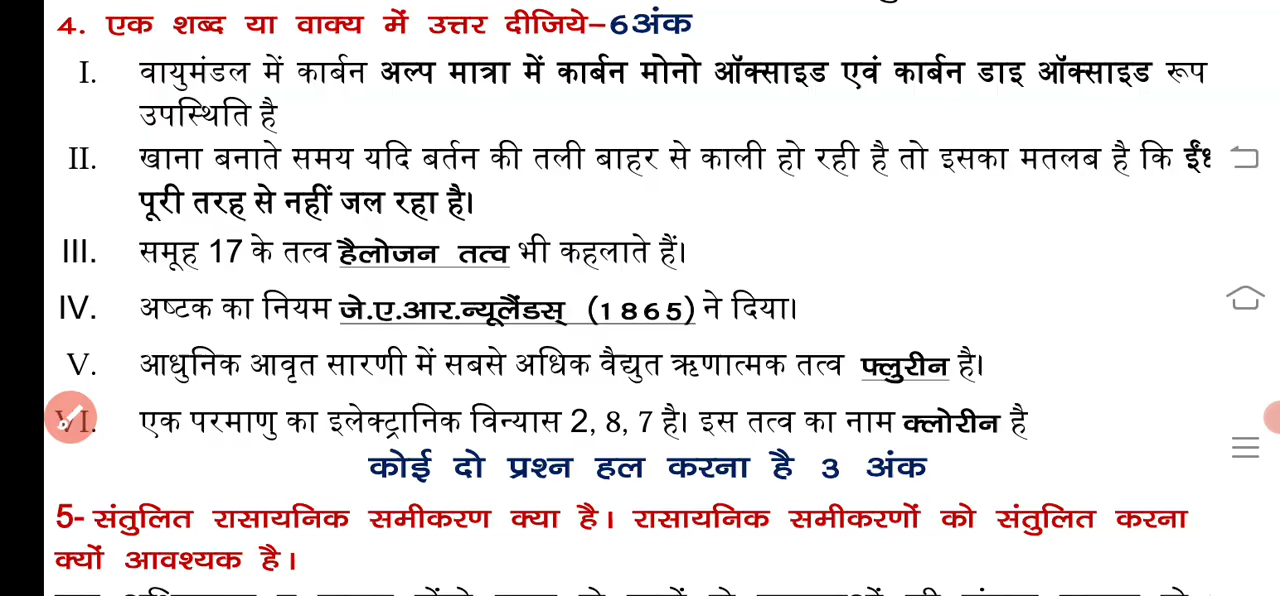 4. एक शब्द या वाक्य में उत्तर दीजिये–6अंक
I. वायुमंडल में कार्बन अल्प मात्रा में कार्बन मोनो ऑक्साइड एवं कार्बन डाइ ऑक्साइड रूप
उपस्थिति है
II. खाना बनाते समय यदि बर्तन की तली बाहर से काली हो रही है तो इसका मतलब है कि
पूरी तरह से नहीं जल रहा है।
III. समूह 17 के तत्व हैलोजन तत्व भी कहलाते हैं।
IV. अष्टक का नियम जे.ए.आर.न्यूलैंडस् (1865) ने दिया।
V. आधुनिक आवृत सारणी में सबसे अधिक वैद्युत ऋणात्मक तत्व फ्लुरीन है।
VI. एक परमाणु का इलेक्ट्रानिक विन्यास 2, 8, 7 है। इस तत्व का नाम क्लोरीन है
कोई दो प्रश्न हल करना है 3 अंक
5- संतुलित रासायनिक समीकरण क्या है। रासायनिक समीकरणों को संतुलित करना
क्यों आवश्यक है।